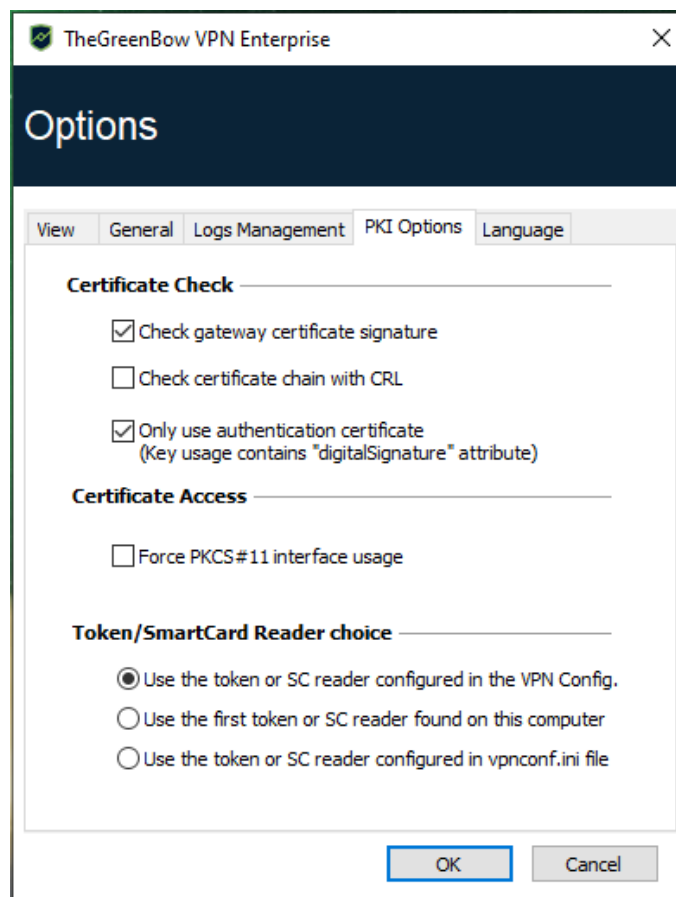 TheGreenBow VPN Enterprise
Options
View General Logs Management PKI Options Language
Certificate Check
Check gateway certificate signature
Check certificate chain with CRL
Only use authentication certificate
(Key usage contains "digitalSignature" attribute)
Certificate Access
Force PKCS#11 interface usage
Token/SmartCard Reader choice
Use the token or SC reader configured in the VPN Config.
Use the first token or SC reader found on this computer
Use the token or SC reader configured in vpnconf.ini file
OK Cancel